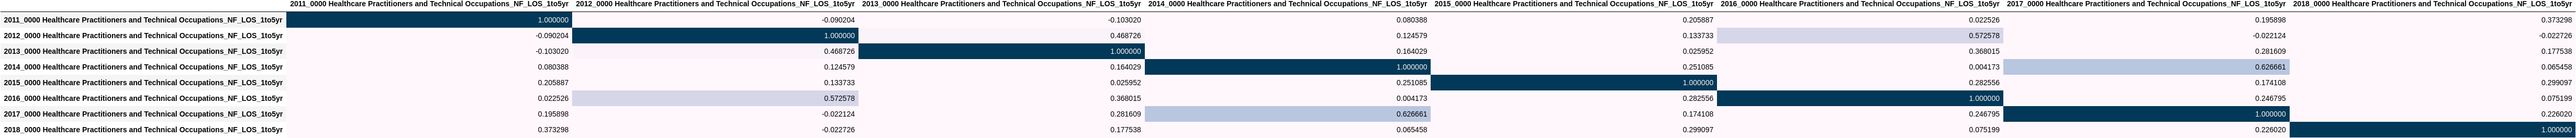 2011_0000 Healthcare Practitioners and Technical Occupations_NF_LOS_1to5yr 2012_0000 Healthcare Practitioners and Technical Occupations_NF_LOS_1to5yr 2013_0000 Healthcare Practitioners and Technical Occupations_NF_LOS_1to5yr 2014_0000 Healthcare Practitioners and Technical Occupations_NF_LOS_1to5yr 2015_0000 Healthcare Practitioners and Technical Occupations_NF_LOS_1to5yr 2016_0000 Healthcare Practitioners and Technical Occupations_NF_LOS_1to5yr 2017_0000 Healthcare Practitioners and Technical Occupations_NF_LOS_1to5yr 2018_0000 Healthcare Practitioners and Technical Occupations_NF_LOS_1to5yr
2011_0000 Healthcare Practitioners and Technical Occupations_NF_LOS_1to5yr 1.000000 -0.090204 -0.103020 0.080388 0.205887 0.022526 0.195898 0.373298
2012_0000 Healthcare Practitioners and Technical Occupations_NF_LOS_1to5yr -0.090204 1.000000 0.468726 0.124579 0.133733 0.572578 -0.022124 -0.022726
2013_0000 Healthcare Practitioners and Technical Occupations_NF_LOS_1to5yr -0.103020 0.468726 1.000000 0.164029 0.025952 0.368015 0.281609 0.177538
2014_0000 Healthcare Practitioners and Technical Occupations_NF_LOS_1to5yr 0.080388 0.124579 0.164029 1.000000 0.251085 0.004173 0.626661 0.065458
2015_0000 Healthcare Practitioners and Technical Occupations_NF_LOS_1to5yr 0.205887 0.133733 0.025952 0.251085 1.000000 0.282556 0.174108 0.299097
2016_0000 Healthcare Practitioners and Technical Occupations_NF_LOS_1to5yr 0.022526 0.572578 0.368015 0.004173 0.282556 1.000000 0.246795 0.075199
2017_0000 Healthcare Practitioners and Technical Occupations_NF_LOS_1to5yr 0.195898 -0.022124 0.281609 0.626661 0.174108 0.246795 1.000000 0.226020
2018_0000 Healthcare Practitioners and Technical Occupations_NF_LOS_1to5yr 0.373298 -0.022726 0.177538 0.065458 0.299097 0.075199 0.226020 1.000000